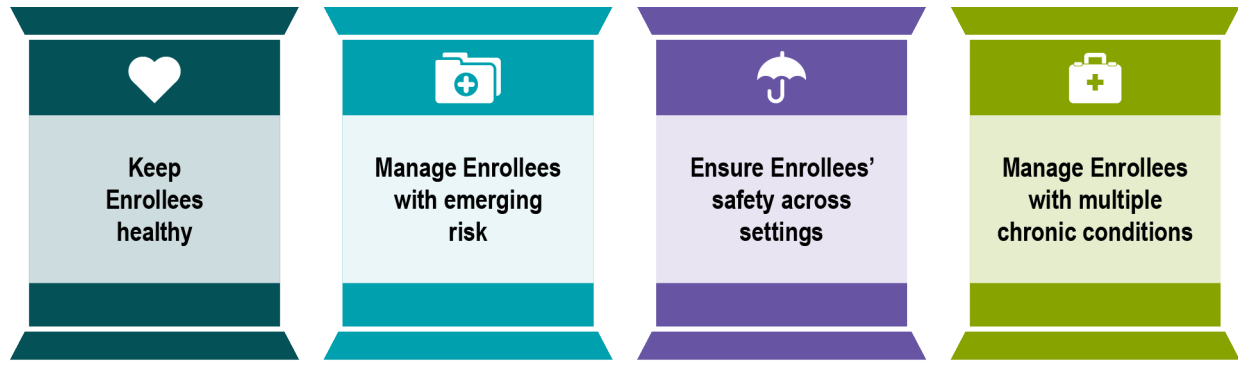 Keep
Enrollees
healthy
Manage Enrollees
with emerging
risk
Ensure Enrollees’
safety across
settings
Manage Enrollees
with multiple
chronic conditions